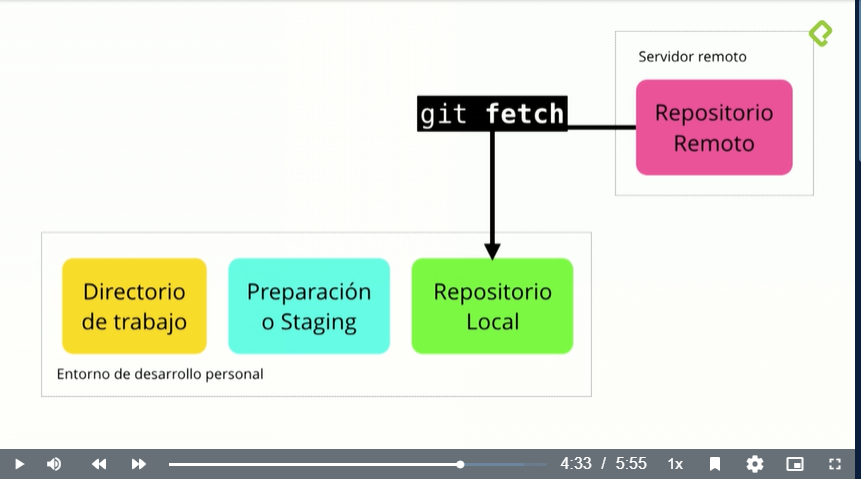 Servidor remoto
git fetch
Repositorio
Remoto
Directorio
de trabajo
Preparación
o Staging
Repositorio
Local
Entorno de desarrollo personal
4:33 / 5:55 1x